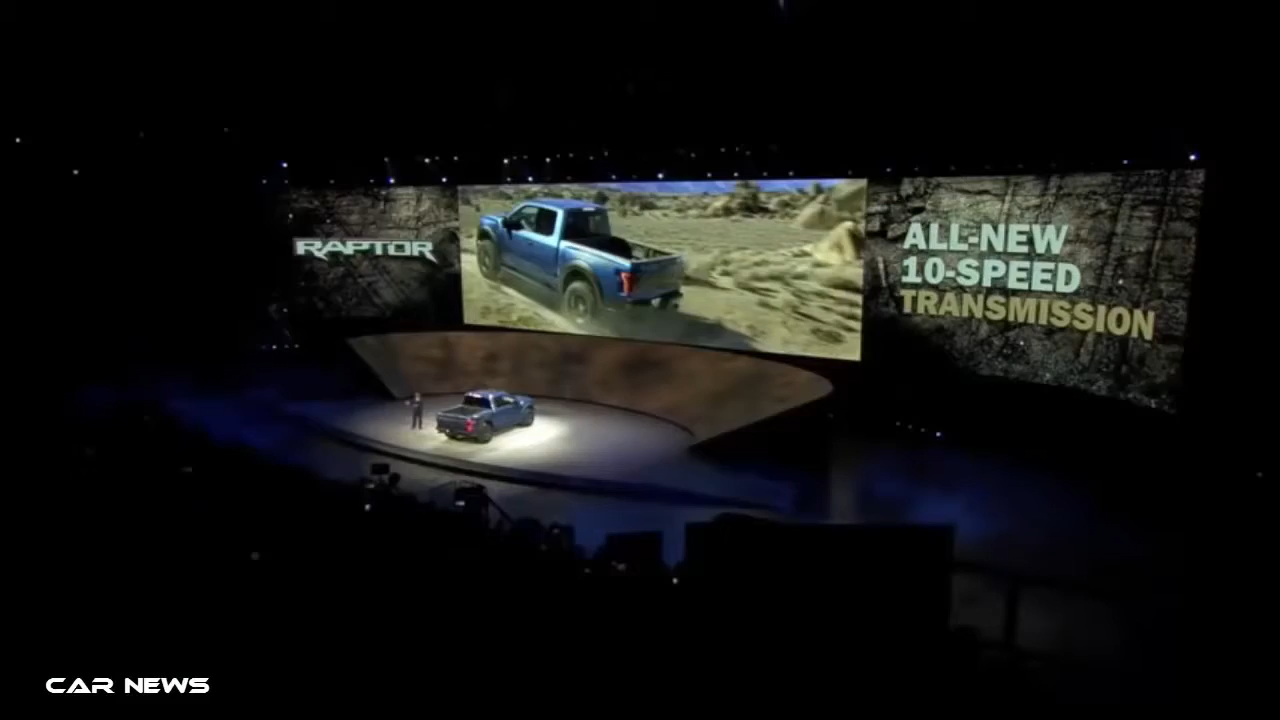 RAPTOR
ALL-NEW
10-SPEED
TRANSMISSION
CAR NEWS